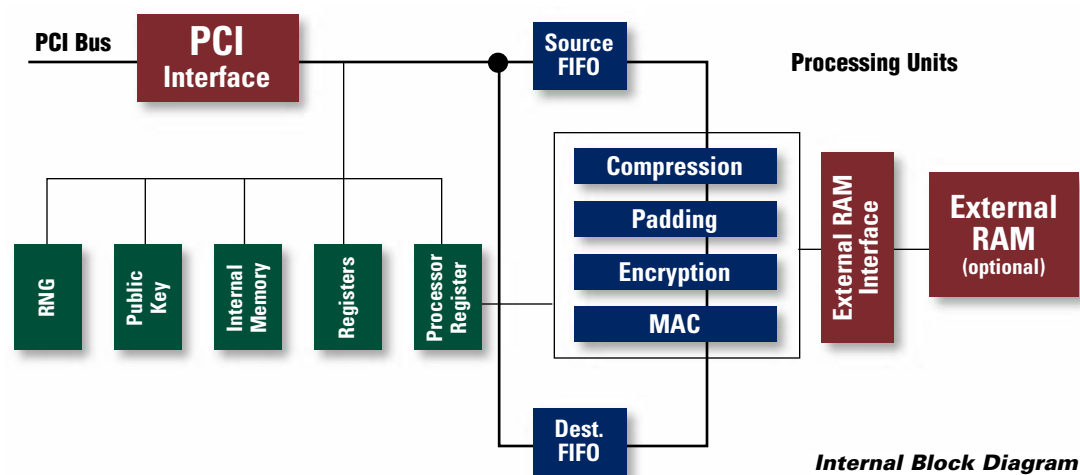 PCI Bus
PCI
Interface
Source
FIFO
Processing Units
Compression
Padding
Encryption
MAC
External RAM
Interface
External
RAM
(optional)
RNG
Public
Key
Internal
Memory
Registers
Processor
Register
Dest.
FIFO
Internal Block Diagram